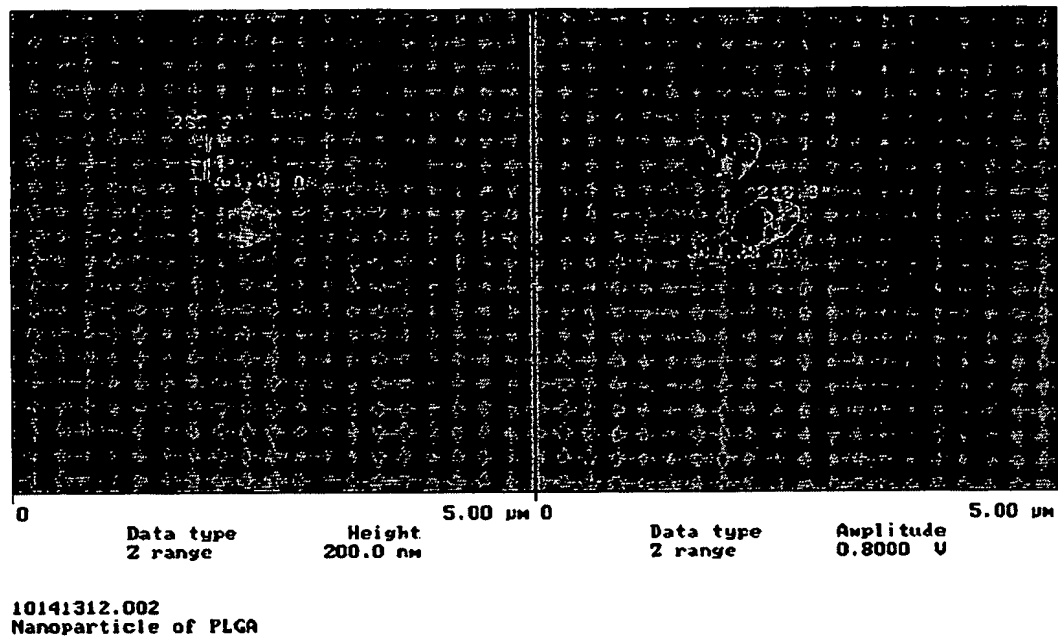 0 5.00 µm 0 5.00 µm
Data type Height Data type Amplitude
Z range 200.0 nm Z range 0.8000 V
10141312.002
Nanoparticle of PLGA